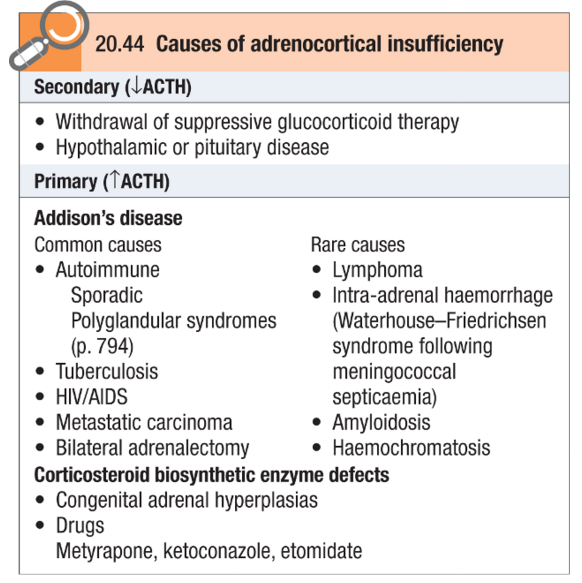 20.44 Causes of adrenocortical insufficiency
Secondary (↓ACTH)
• Withdrawal of suppressive glucocorticoid therapy
• Hypothalamic or pituitary disease
Primary (↑ACTH)
Addison's disease
Common causes
• Autoimmune
Sporadic
Polyglandular syndromes
(p. 794)
• Tuberculosis
• HIV/AIDS
• Metastatic carcinoma
• Bilateral adrenalectomy
Rare causes
• Lymphoma
• Intra-adrenal haemorrhage
(Waterhouse–Friedrichsen
syndrome following
meningococcal
septicaemia)
• Amyloidosis
• Haemochromatosis
Corticosteroid biosynthetic enzyme defects
• Congenital adrenal hyperplasias
• Drugs
Metyrapone, ketoconazole, etomidate